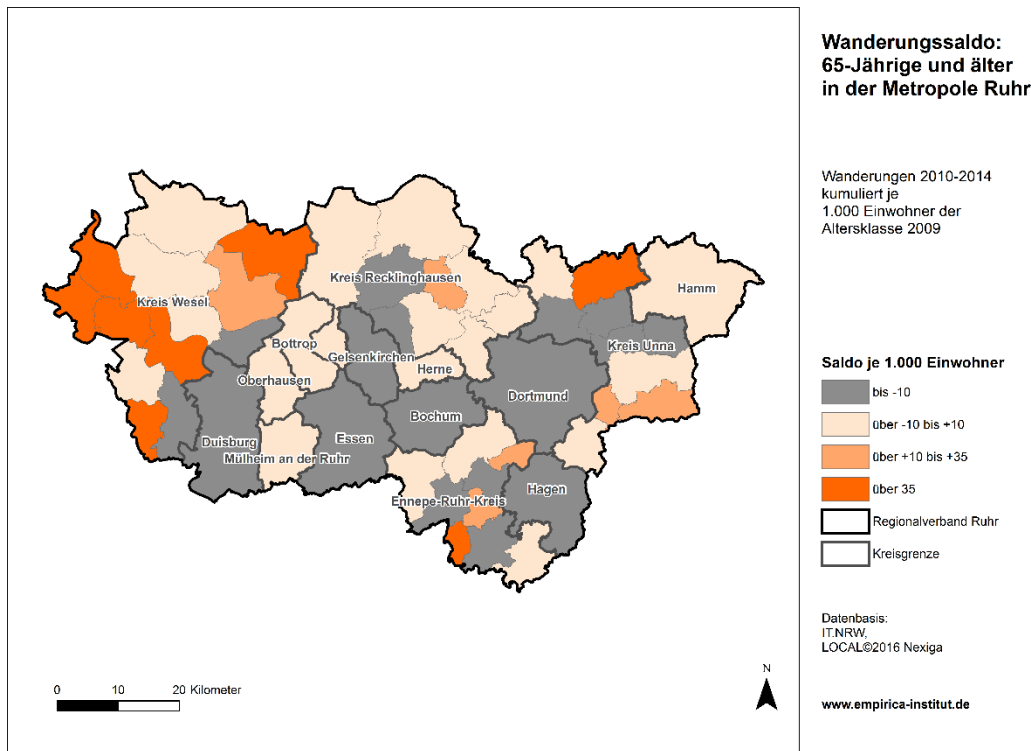 Wanderungssaldo:
65-Jährige und älter
in der Metropole Ruhr
Wanderungen 2010-2014
kumuliert je
1.000 Einwohner der
Altersklasse 2009
Kreis Recklinghausen
Hamm
Kreis Wesel
Kreis Unna
Bottrop
Gelsenkirchen
Herne
Oberhausen
Dortmund
Bochum
Duisburg
Essen
Mülheim an der Ruhr
Hagen
Ennepe-Ruhr-Kreis
Saldo je 1.000 Einwohner
bis -10
über -10 bis +10
über +10 bis +35
über 35
Regionalverband Ruhr
Kreisgrenze
Datenbasis:
IT.NRW,
LOCAL©2016 Nexiga
www.empirica-institut.de
0 10 20 Kilometer
N